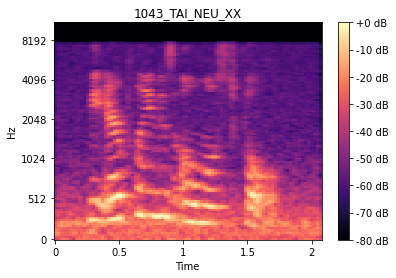 1043_TAI_NEU_XX
+0 dB
8192
-10 dB
4096
-20 dB
-30 dB
2048
Hz
-40 dB
1024
-50 dB
512
-60 dB
-70 dB
0
-80 dB
0
0.5
1
1.5
2
Time